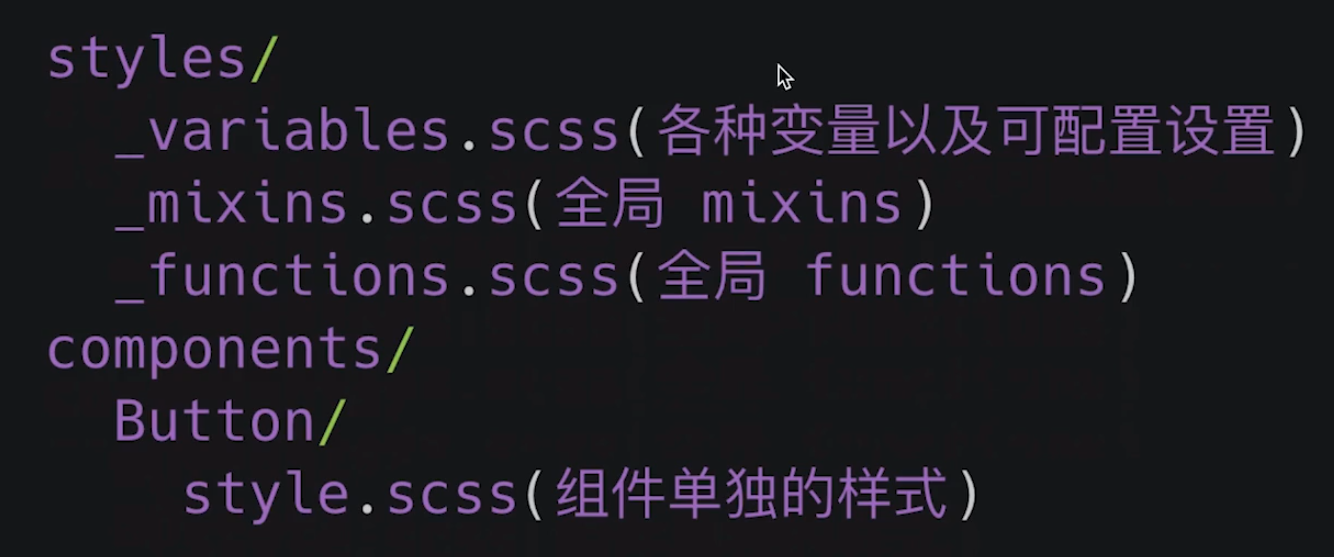 styles/
_variables.scss(各种变量以及可配置设置)
_mixins.scss(全局 mixins)
_functions.scss(全局 functions)
components/
Button/
style.scss(组件单独的样式)